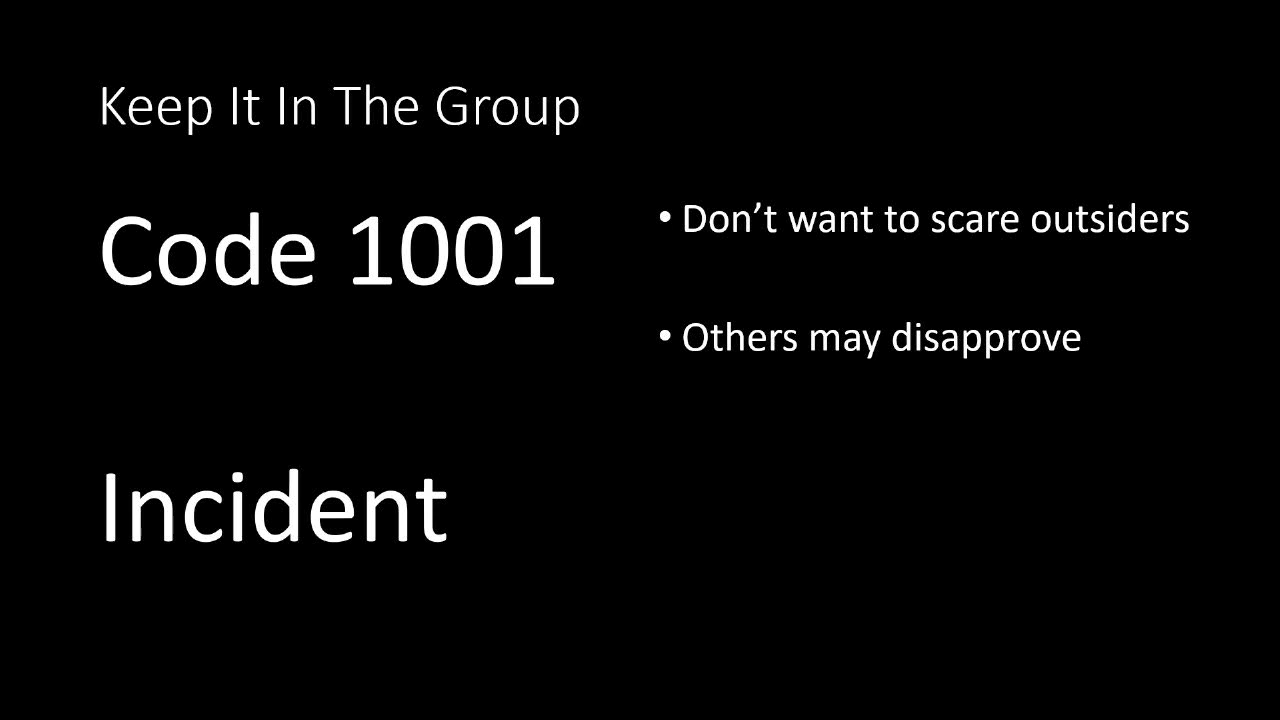 Keep It In The Group
Code 1001
Incident
• Don’t want to scare outsiders
• Others may disapprove